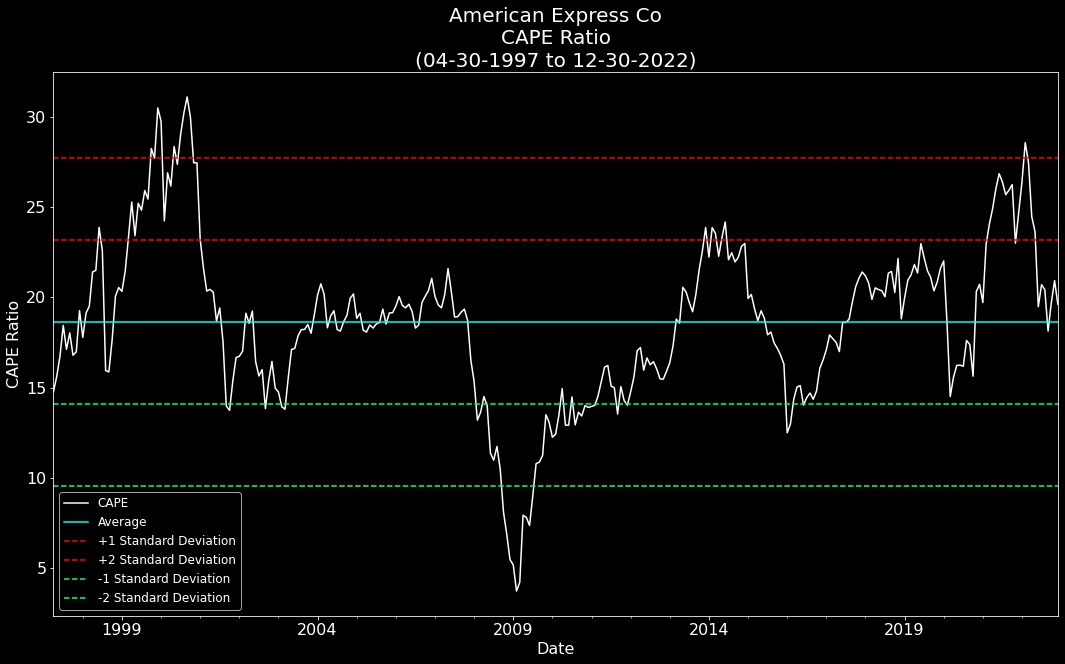 American Express Co
CAPE Ratio
(04-30-1997 to 12-30-2022)
CAPE Ratio
30
25
20
15
10
5
CAPE
Average
+1 Standard Deviation
+2 Standard Deviation
-1 Standard Deviation
-2 Standard Deviation
1999 2004 2009 2014 2019
Date